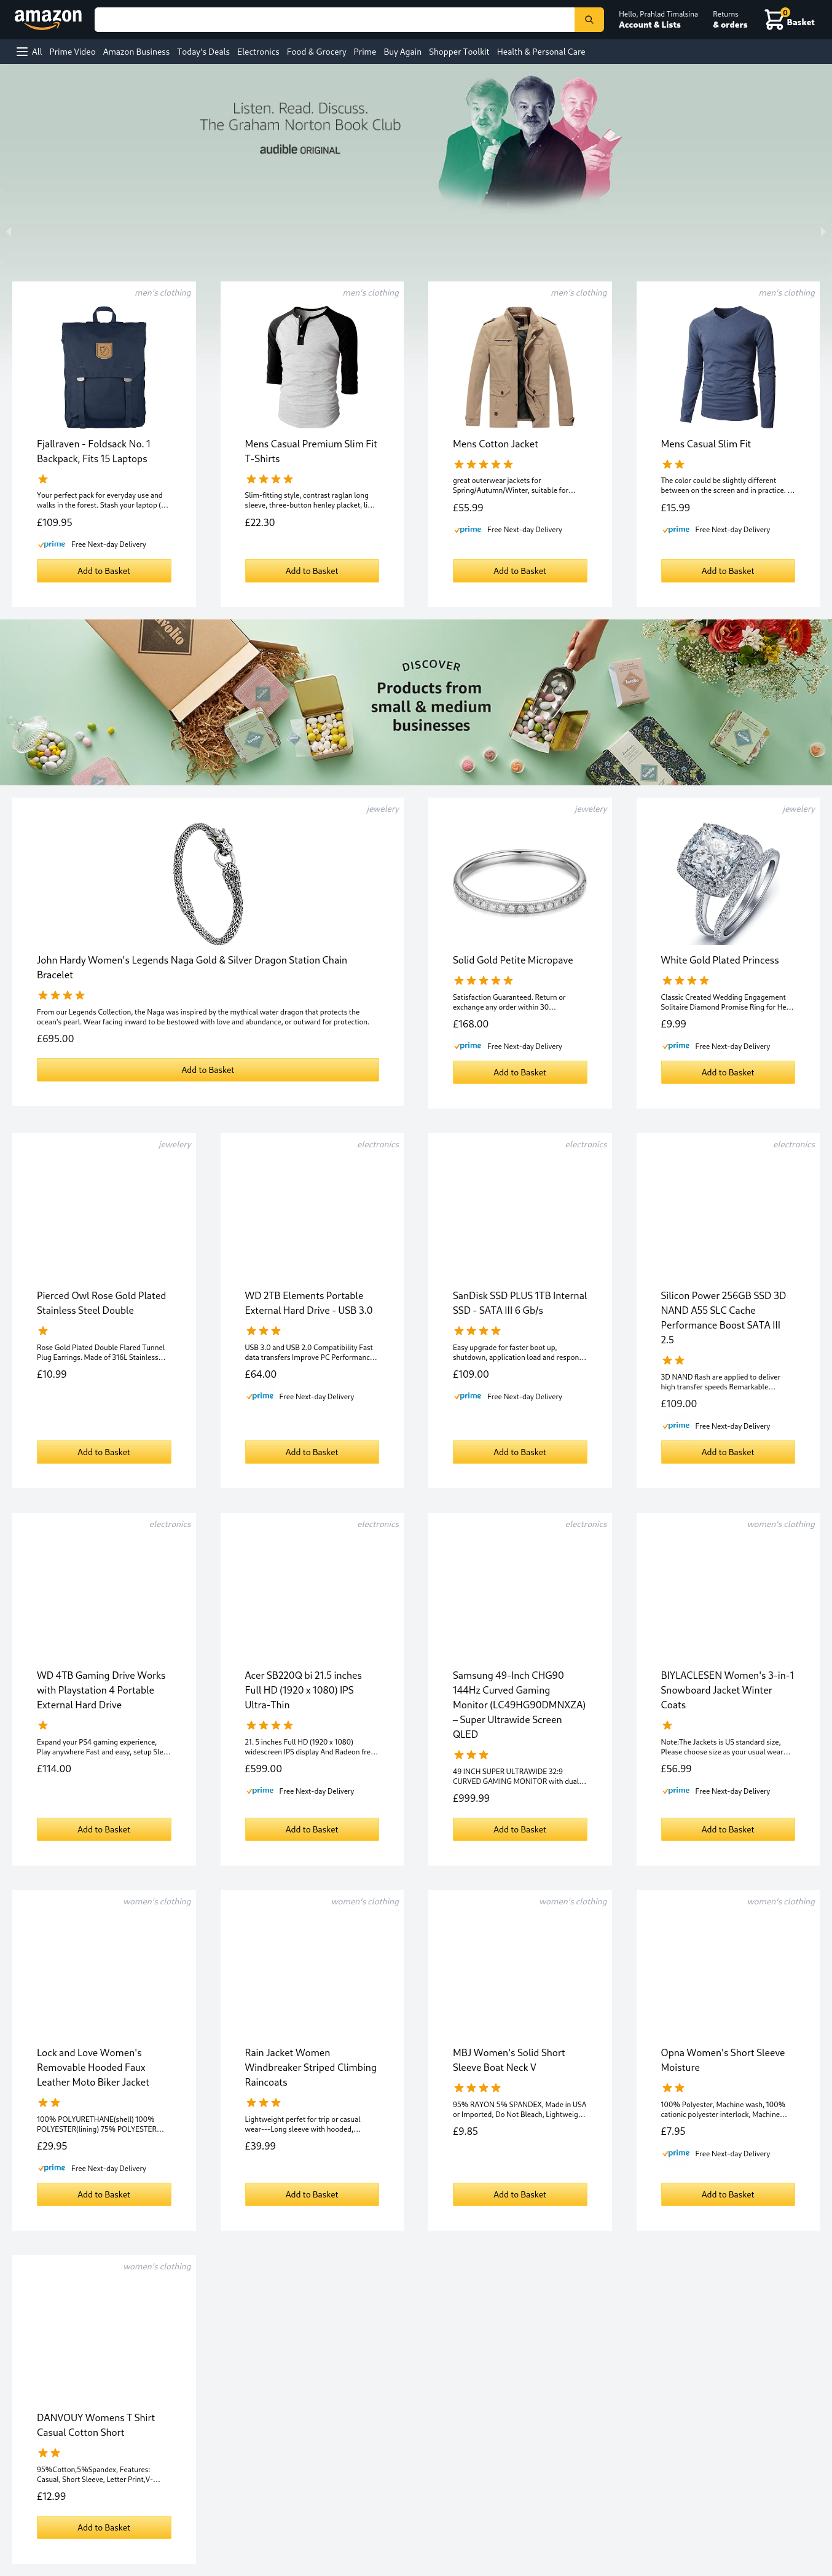 amazon
Hello, Prahlad Timalsina
Account & Lists
Returns
& orders
0
Basket
All Prime Video Amazon Business Today's Deals Electronics Food & Grocery Prime Buy Again Shopper Toolkit Health & Personal Care
Listen. Read. Discuss.
The Graham Norton Book Club
audible ORIGINAL
men's clothing
Fjallraven - Foldsack No. 1
Backpack, Fits 15 Laptops
Your perfect pack for everyday use and
walks in the forest. Stash your laptop (...
£109.95
prime Free Next-day Delivery
Add to Basket
men's clothing
Mens Casual Premium Slim Fit
T-Shirts
Slim-fitting style, contrast raglan long
sleeve, three-button henley placket, li...
£22.30
Add to Basket
men's clothing
Mens Cotton Jacket
great outerwear jackets for
Spring/Autumn/Winter, suitable for...
£55.99
prime Free Next-day Delivery
Add to Basket
men's clothing
Mens Casual Slim Fit
The color could be slightly different
between on the screen and in practice. ...
£15.99
prime Free Next-day Delivery
Add to Basket
DISCOVER
Products from
small & medium
businesses
jewelery
John Hardy Women's Legends Naga Gold & Silver Dragon Station Chain
Bracelet
From our Legends Collection, the Naga was inspired by the mythical water dragon that protects the
ocean's pearl. Wear facing inward to be bestowed with love and abundance, or outward for protection.
£695.00
Add to Basket
jewelery
Solid Gold Petite Micropave
Satisfaction Guaranteed. Return or
exchange any order within 30...
£168.00
prime Free Next-day Delivery
Add to Basket
jewelery
White Gold Plated Princess
Classic Created Wedding Engagement
Solitaire Diamond Promise Ring for He...
£9.99
prime Free Next-day Delivery
Add to Basket
jewelery
Pierced Owl Rose Gold Plated
Stainless Steel Double
Rose Gold Plated Double Flared Tunnel
Plug Earrings. Made of 316L Stainless...
£10.99
Add to Basket
electronics
WD 2TB Elements Portable
External Hard Drive - USB 3.0
USB 3.0 and USB 2.0 Compatibility Fast
data transfers Improve PC Performanc...
£64.00
prime Free Next-day Delivery
Add to Basket
electronics
SanDisk SSD PLUS 1TB Internal
SSD - SATA III 6 Gb/s
Easy upgrade for faster boot up,
shutdown, application load and respon...
£109.00
prime Free Next-day Delivery
Add to Basket
electronics
Silicon Power 256GB SSD 3D
NAND A55 SLC Cache
Performance Boost SATA III
2.5
3D NAND flash are applied to deliver
high transfer speeds Remarkable...
£109.00
prime Free Next-day Delivery
Add to Basket
electronics
WD 4TB Gaming Drive Works
with Playstation 4 Portable
External Hard Drive
Expand your PS4 gaming experience,
Play anywhere Fast and easy, setup Sle...
£114.00
Add to Basket
electronics
Acer SB220Q bi 21.5 inches
Full HD (1920 x 1080) IPS
Ultra-Thin
21. 5 inches Full HD (1920 x 1080)
widescreen IPS display And Radeon fre...
£599.00
prime Free Next-day Delivery
Add to Basket
electronics
Samsung 49-Inch CHG90
144Hz Curved Gaming
Monitor (LC49HG90DMNXZA)
– Super Ultrawide Screen
QLED
49 INCH SUPER ULTRAWIDE 32:9
CURVED GAMING MONITOR with dual...
£999.99
Add to Basket
women's clothing
BIYLACLESEN Women's 3-in-1
Snowboard Jacket Winter
Coats
Note:The Jackets is US standard size,
Please choose size as your usual wear...
£56.99
prime Free Next-day Delivery
Add to Basket
women's clothing
Lock and Love Women's
Removable Hooded Faux
Leather Moto Biker Jacket
100% POLYURETHANE(shell) 100%
POLYESTER(lining) 75% POLYESTER...
£29.95
prime Free Next-day Delivery
Add to Basket
women's clothing
Rain Jacket Women
Windbreaker Striped Climbing
Raincoats
Lightweight perfet for trip or casual
wear---Long sleeve with hooded,...
£39.99
Add to Basket
women's clothing
MBJ Women's Solid Short
Sleeve Boat Neck V
95% RAYON 5% SPANDEX, Made in USA
or Imported, Do Not Bleach, Lightweig...
£9.85
Add to Basket
women's clothing
Opna Women's Short Sleeve
Moisture
100% Polyester, Machine wash, 100%
cationic polyester interlock, Machine...
£7.95
prime Free Next-day Delivery
Add to Basket
women's clothing
DANVOUY Womens T Shirt
Casual Cotton Short
95%Cotton,5%Spandex, Features:
Casual, Short Sleeve, Letter Print,V-...
£12.99
Add to Basket